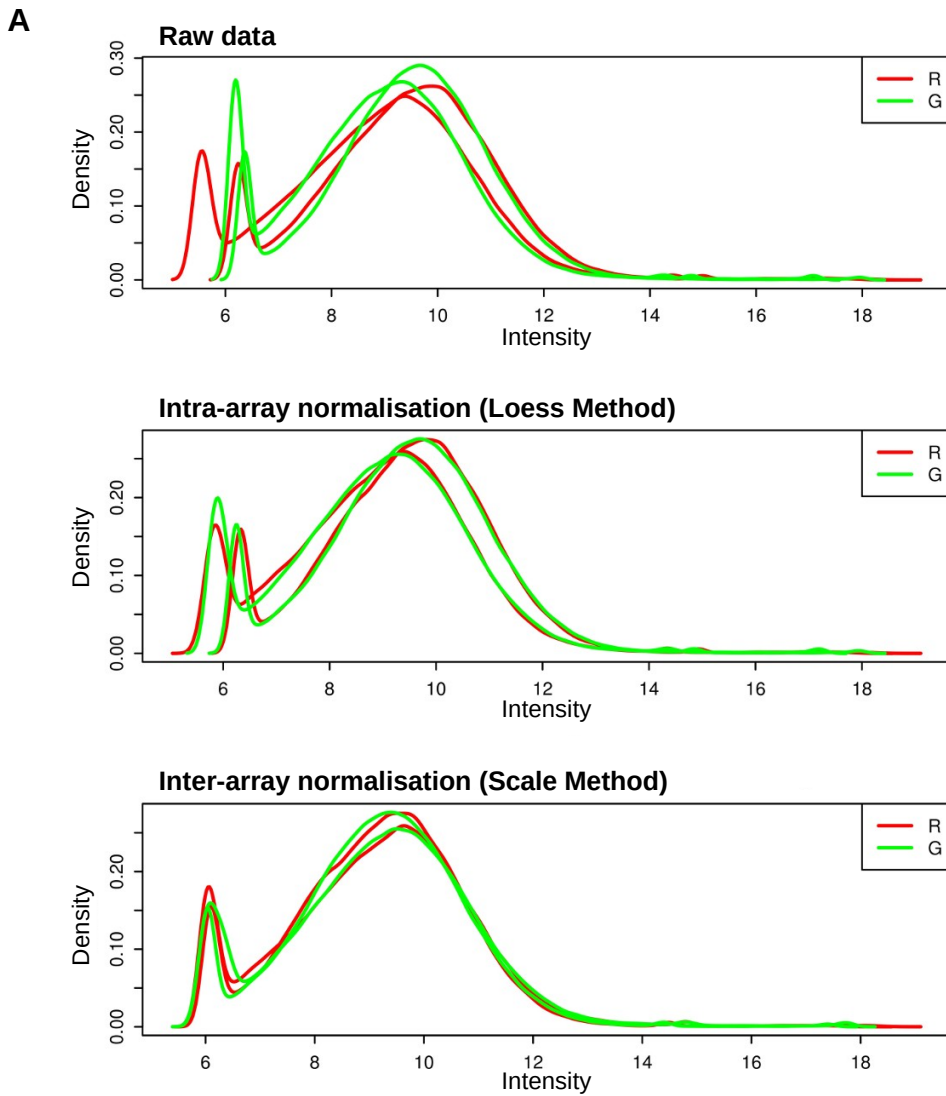 A
Raw data
0.30
0.20
0.10
0.00
Density
R
G
6 8 10 12 14 16 18
Intensity
Intra-array normalisation (Loess Method)
0.20
0.10
0.00
Density
R
G
6 8 10 12 14 16 18
Intensity
Inter-array normalisation (Scale Method)
0.20
0.10
0.00
Density
R
G
6 8 10 12 14 16 18
Intensity